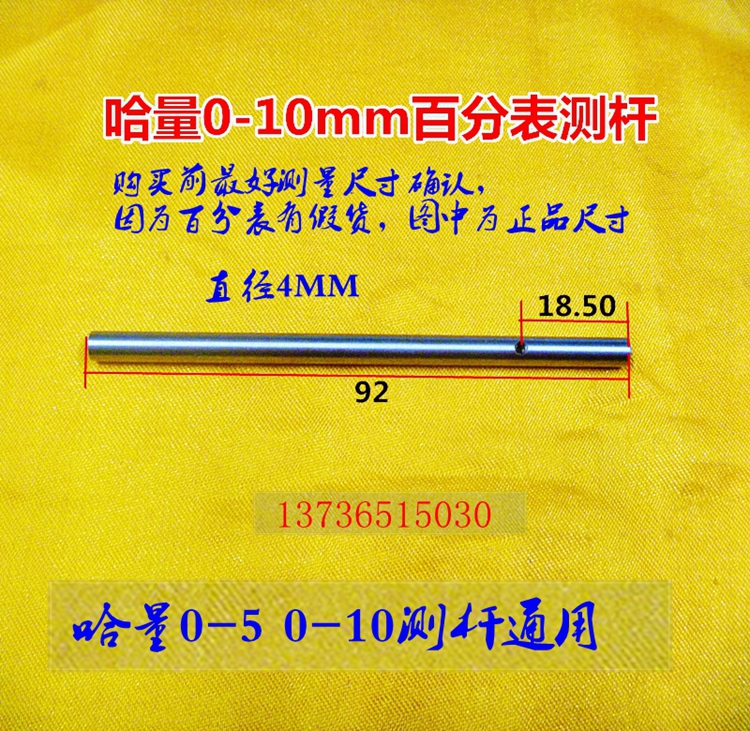 哈量0-10mm百分表测杆
购买前最好测量尺寸确认,
因为百分表有假货,图中为正品尺寸
直径4MM
18.50
92
13736515030
哈量0-5 0-10测杆通用